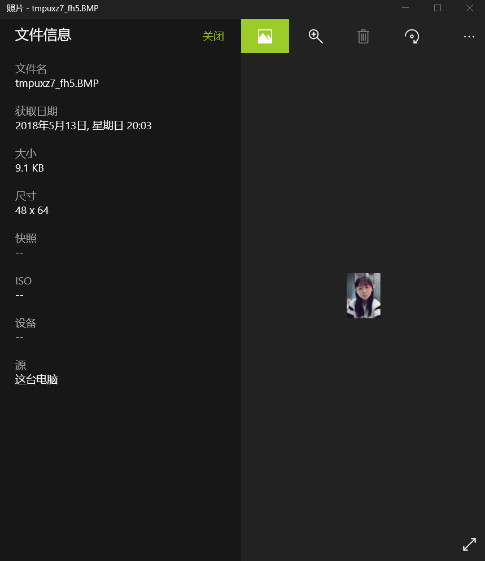 照片 - tmpuxz7_fh5.BMP
文件信息
关闭
文件名
tmpuxz7_fh5.BMP
获取日期
2018年5月13日, 星期日 20:03
大小
9.1 KB
尺寸
48 x 64
快照
--
ISO
--
设备
--
源
这台电脑